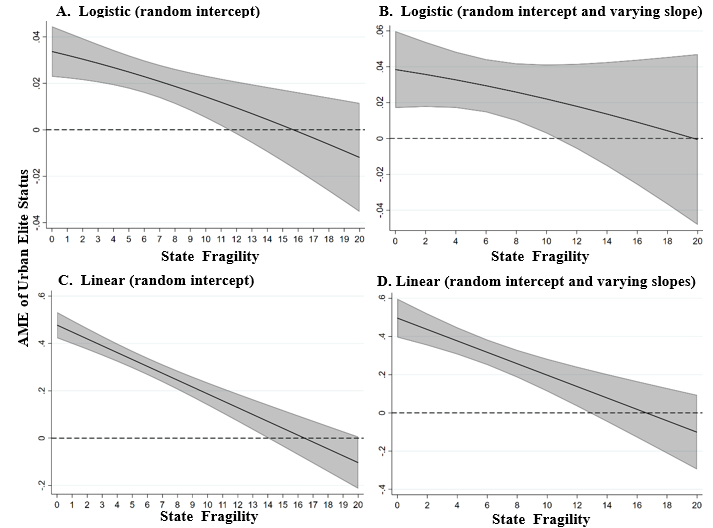 A. Logistic (random intercept)
.04
.02
0
-.02
-.04
0 1 2 3 4 5 6 7 8 9 10 11 12 13 14 15 16 17 18 19 20
State Fragility
B. Logistic (random intercept and varying slope)
.06
.04
.02
0
-.02
-.04
0 2 4 6 8 10 12 14 16 18 20
State Fragility
AME of Urban Elite Status
C. Linear (random intercept)
.6
.4
.2
0
-.2
0 1 2 3 4 5 6 7 8 9 10 11 12 13 14 15 16 17 18 19 20
State Fragility
D. Linear (random intercept and varying slopes)
.6
.4
.2
0
-.2
-.4
0 2 4 6 8 10 12 14 16 18 20
State Fragility